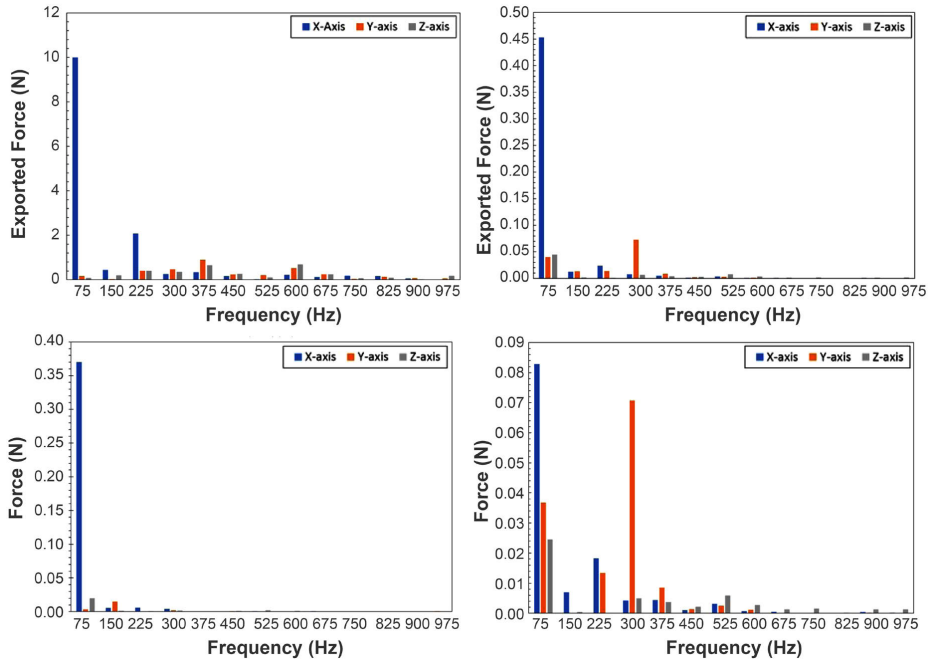 X-Axis Y-axis Z-axis
Exported Force (N)
12
10
8
6
4
2
0
75 150 225 300 375 450 525 600 675 750 825 900 975
Frequency (Hz)
X-axis Y-axis Z-axis
Exported Force (N)
0.50
0.45
0.40
0.35
0.30
0.25
0.20
0.15
0.10
0.05
0.00
75 150 225 300 375 450 525 600 675 750 825 900 975
Frequency (Hz)
X-axis Y-axis Z-axis
Force (N)
0.40
0.35
0.30
0.25
0.20
0.15
0.10
0.05
0.00
75 150 225 300 375 450 525 600 675 750 825 900 975
Frequency (Hz)
X-axis Y-axis Z-axis
Force (N)
0.09
0.08
0.07
0.06
0.05
0.04
0.03
0.02
0.01
0.00
75 150 225 300 375 450 525 600 675 750 825 900 975
Frequency (Hz)